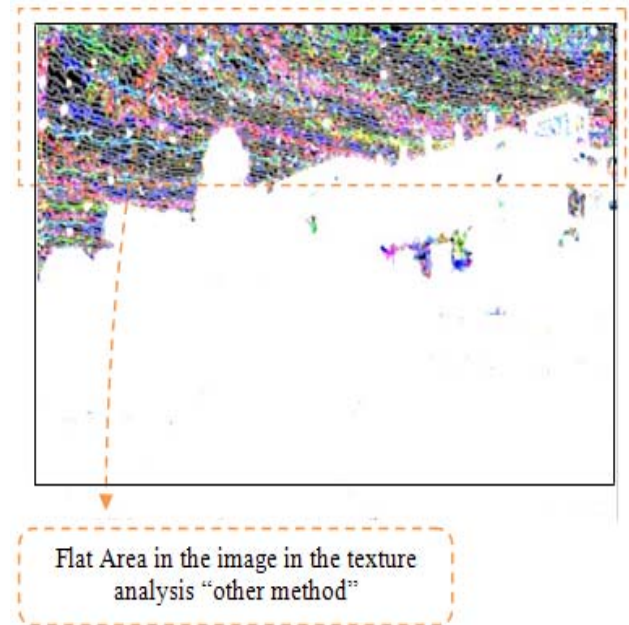 Flat Area in the image in the texture
analysis “other method”